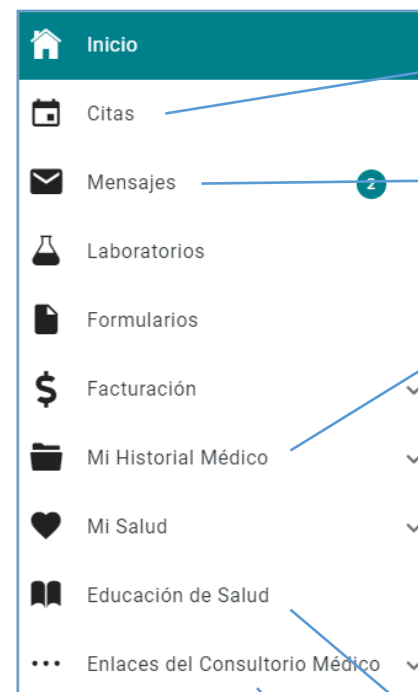 Inicio
Citas
Mensajes 2
Laboratorios
Formularios
Facturación
Mi Historial Médico
Mi Salud
Educación de Salud
Enlaces del Consultorio Médico